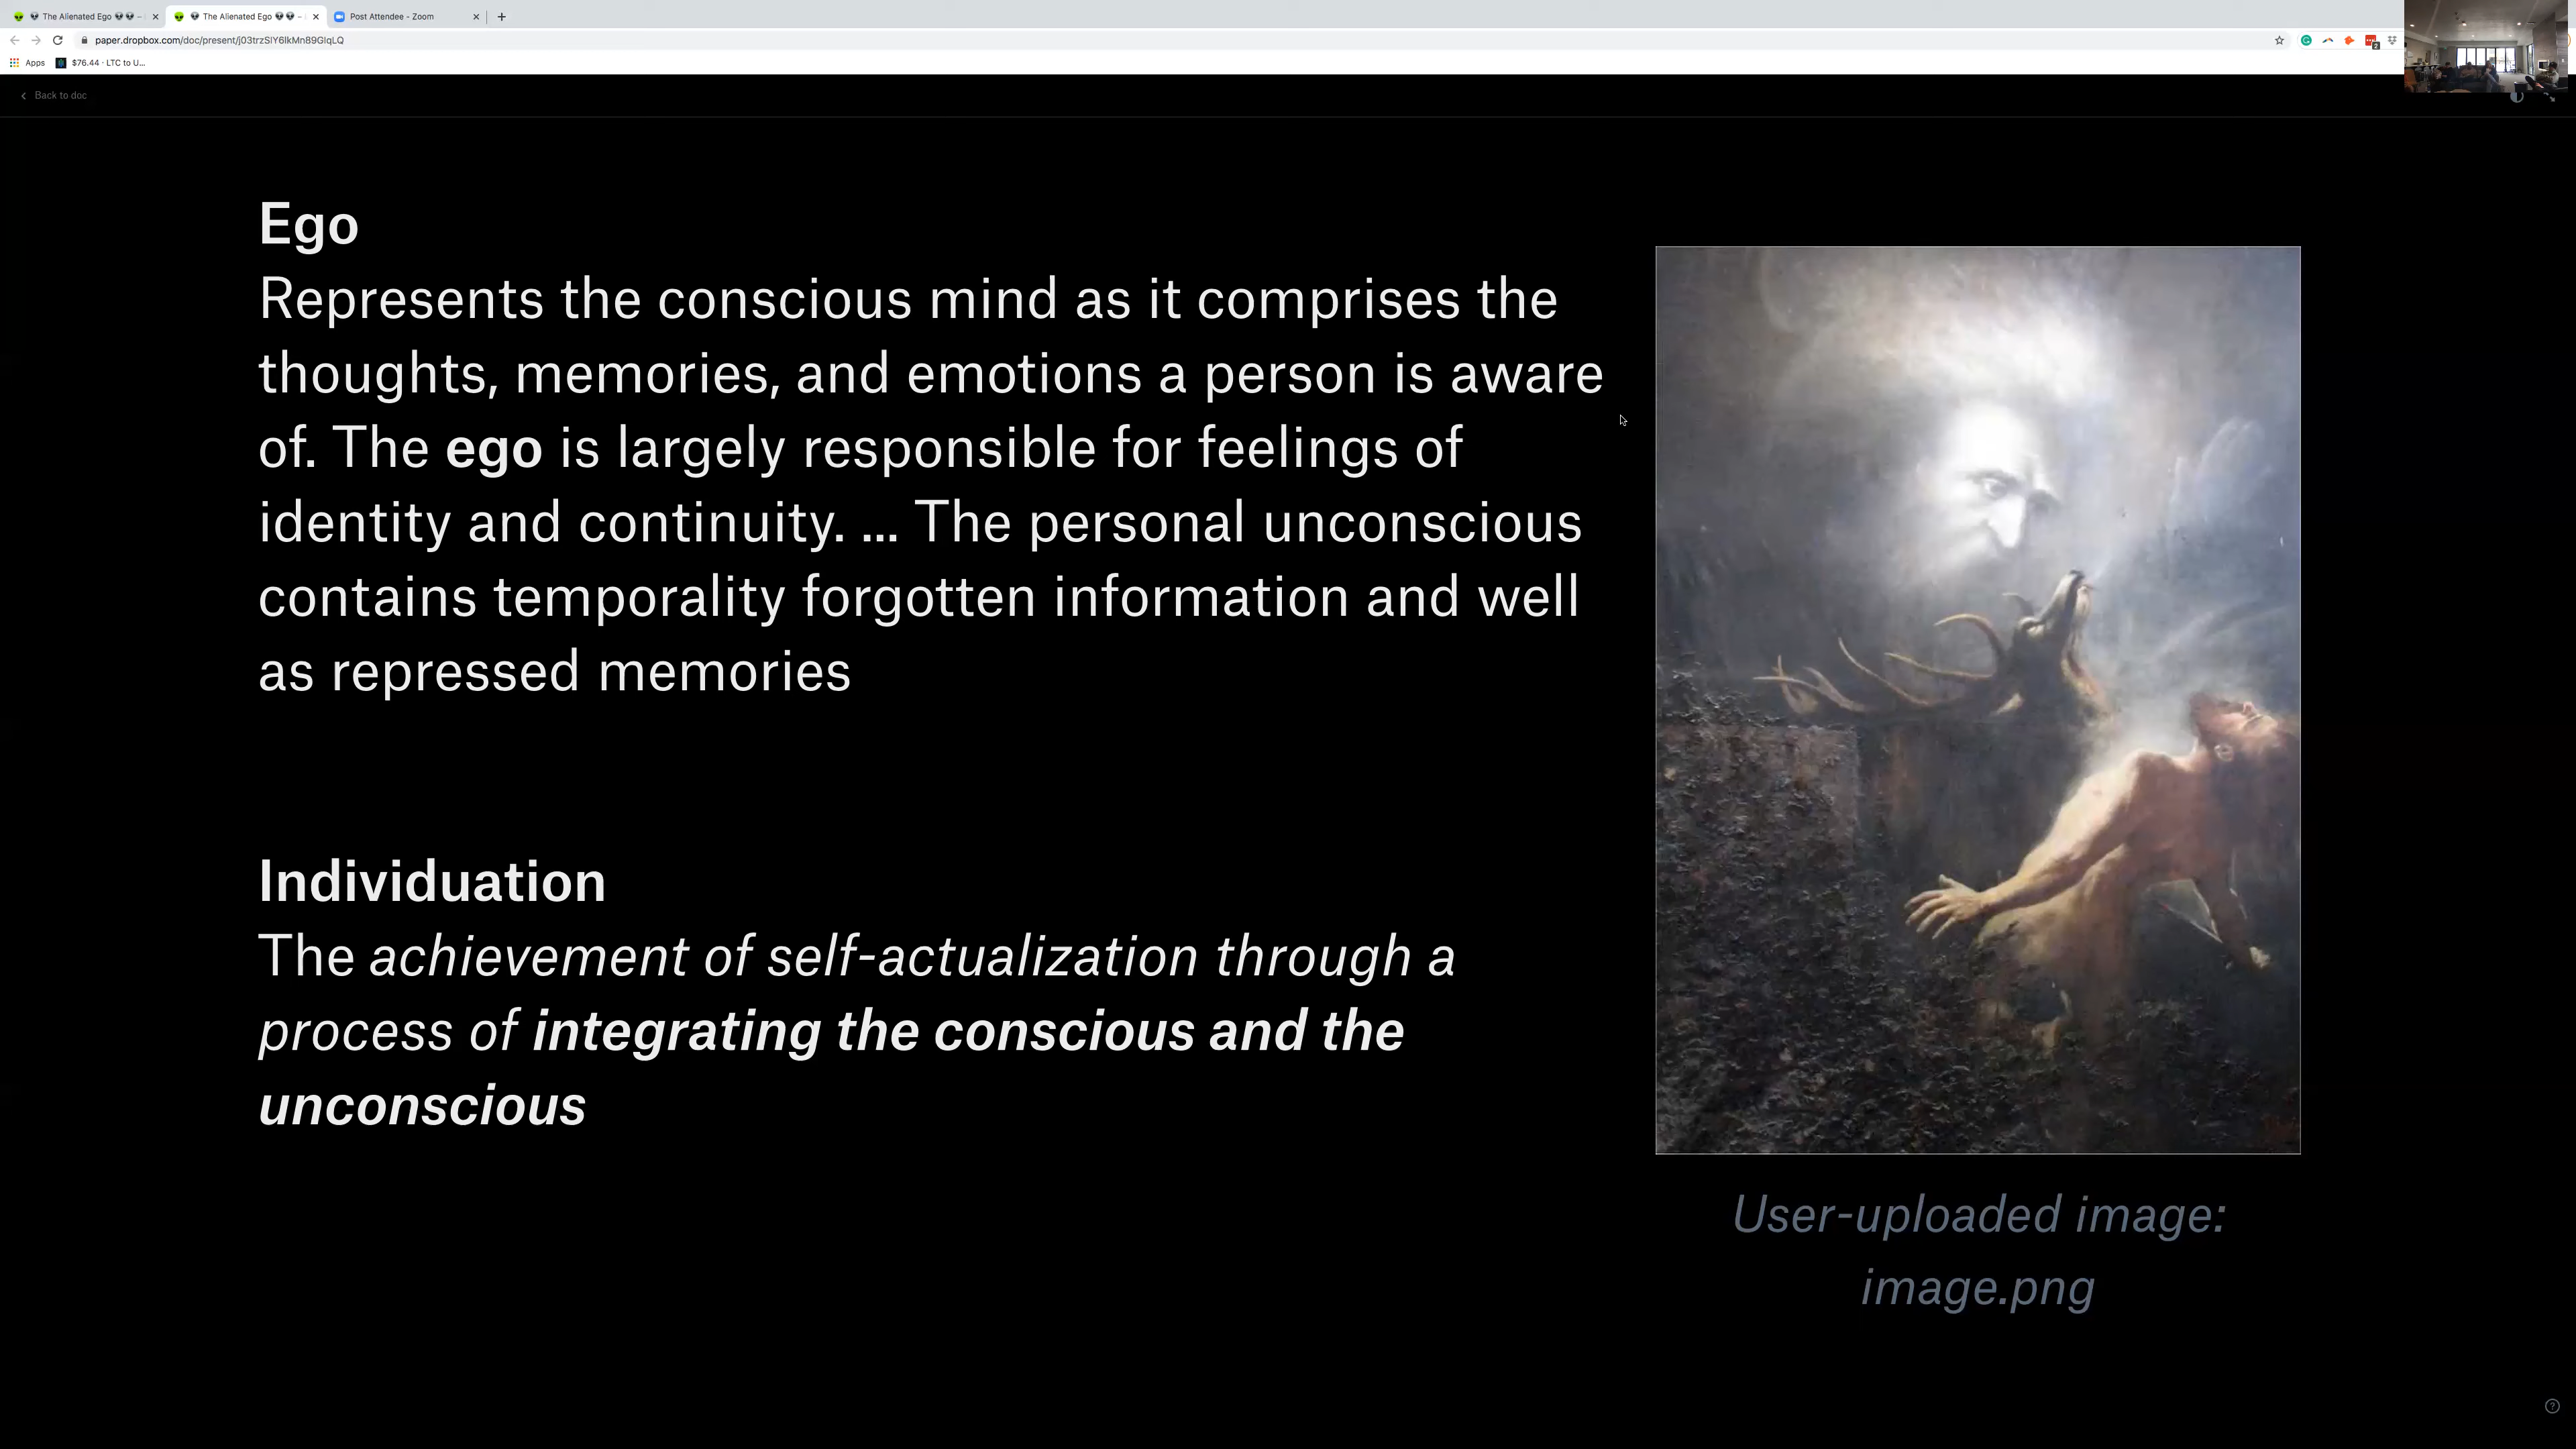 The Alienated Ego
The Alienated Ego
Post Attendee - Zoom
paper.dropbox.com/doc/present/
Apps
$76.44 · LTC to U...
Back to doc
Ego
Represents the conscious mind as it comprises the
thoughts, memories, and emotions a person is aware
of. The ego is largely responsible for feelings of
identity and continuity. ... The personal unconscious
contains temporality forgotten information and well
as repressed memories
Individuation
The achievement of self-actualization through a
process of integrating the conscious and the
unconscious
User-uploaded image:
image.png